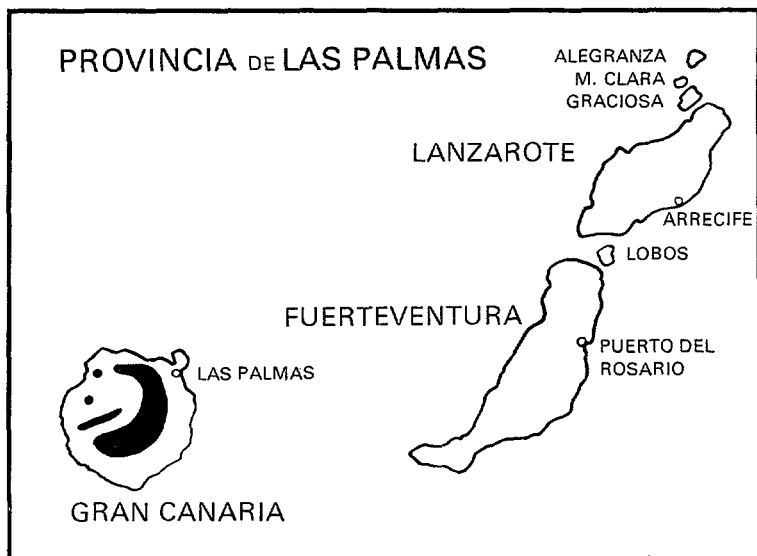 PROVINCIA DE LAS PALMAS
ALEGRANZA
M. CLARA
GRACIOSA
LANZAROTE
ARRECIFE
LOBOS
FUERTEVENTURA
PUERTO DEL
ROSARIO
LAS PALMAS
GRAN CANARIA